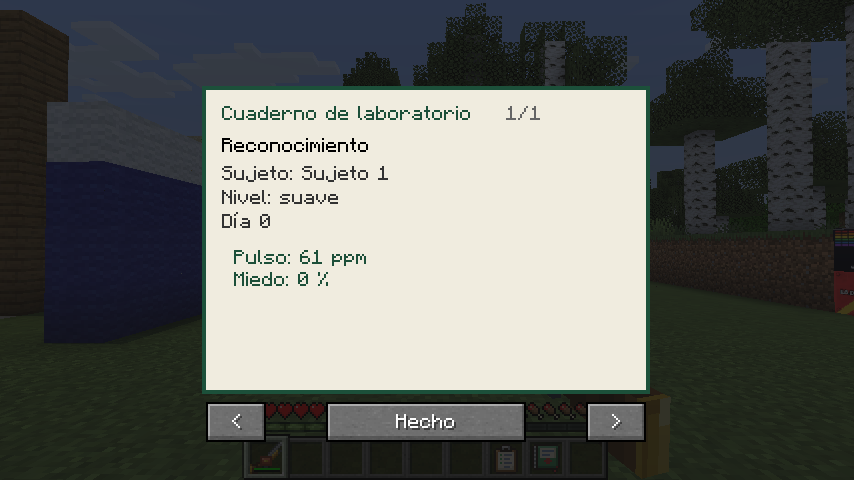 Cuaderno de laboratorio 1/1
Reconocimiento
Sujeto: Sujeto 1
Nivel: suave
Día 0
Pulso: 61 ppm
Miedo: 0 %
< Hecho >